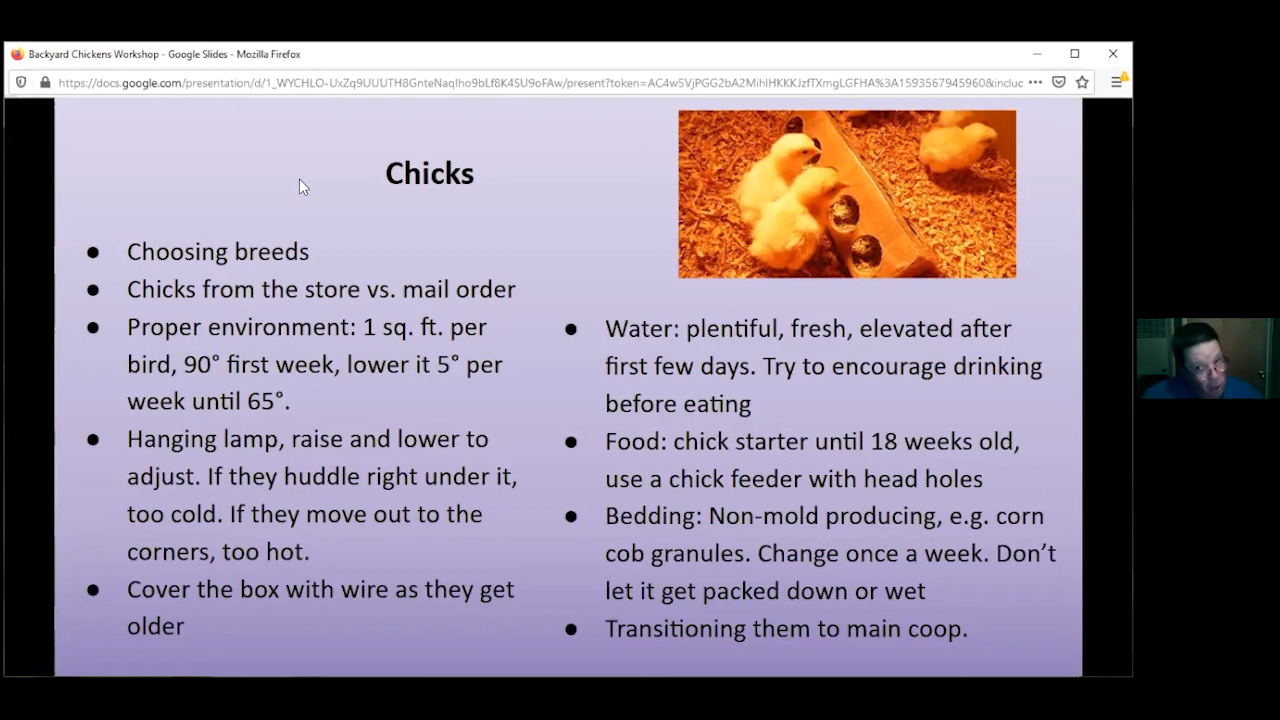 Backyard Chickens Workshop - Google Slides - Mozilla Firefox
https://docs.google.com/presentation/d/1_WYCHLO-UxZq9UUUTH8GnteNaqIho9bLf8K4SU9oFAw/present?token=AC4w5VjPGG2bA2MihIHKKKJzfTXmgLGFHA%3A1593567945960&incluc
Chicks
● Choosing breeds
● Chicks from the store vs. mail order
● Proper environment: 1 sq. ft. per
bird, 90° first week, lower it 5° per
week until 65°.
● Hanging lamp, raise and lower to
adjust. If they huddle right under it,
too cold. If they move out to the
corners, too hot.
● Cover the box with wire as they get
older
● Water: plentiful, fresh, elevated after
first few days. Try to encourage drinking
before eating
● Food: chick starter until 18 weeks old,
use a chick feeder with head holes
● Bedding: Non-mold producing, e.g. corn
cob granules. Change once a week. Don’t
let it get packed down or wet
● Transitioning them to main coop.